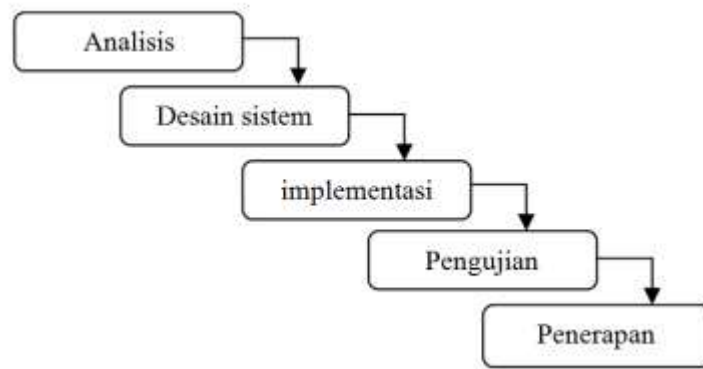 Analisis
Desain sistem
implementasi
Pengujian
Penerapan